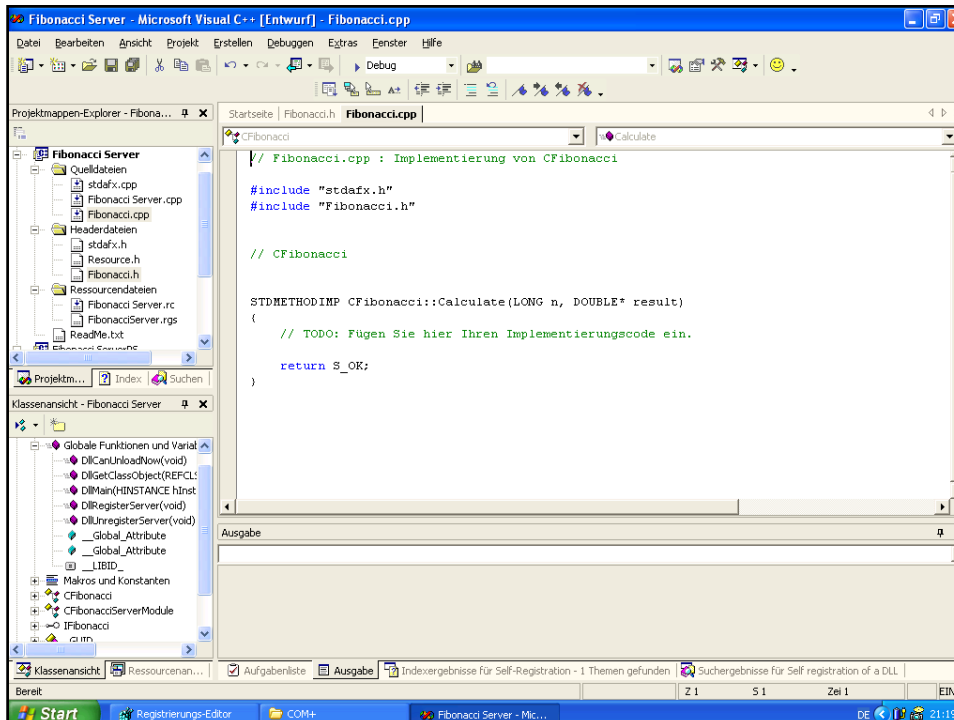 Fibonacci Server - Microsoft Visual C++ [Entwurf] - Fibonacci.cpp
Datei Bearbeiten Ansicht Projekt Erstellen Debuggen Extras Fenster Hilfe
Debug
Projektmappen-Explorer - Fibona...
Fibonacci Server
Quelldateien
stdafx.cpp
Fibonacci Server.cpp
Fibonacci.cpp
Headerdateien
stdafx.h
Resource.h
Fibonacci.h
Ressourcendateien
Fibonacci Server.rc
FibonacciServer.rgs
ReadMe.txt
Fibonacci ServerPS
Projektm... Index Suchen
Klassenansicht - Fibonacci Server
Globale Funktionen und Variat
DllCanUnloadNow(void)
DllGetClassObject(REFCLS
DllMain(HINSTANCE hInst
DllRegisterServer(void)
DllUnregisterServer(void)
__Global_Attribute
__Global_Attribute
__LIBID_
Makros und Konstanten
CFibonacci
CFibonacciServerModule
IFibonacci
_GUID
Klassenansicht Ressourcenan...
Startseite Fibonacci.h Fibonacci.cpp
CFibonacci Calculate
// Fibonacci.cpp : Implementierung von CFibonacci
#include "stdafx.h"
#include "Fibonacci.h"
// CFibonacci
STDMETHODIMP CFibonacci::Calculate(LONG n, DOUBLE* result)
{
// TODO: Fügen Sie hier Ihren Implementierungscode ein.
return S_OK;
}
Ausgabe
Aufgabenliste Ausgabe Indexergebnisse für Self-Registration - 1 Themen gefunden Suchergebnisse für Self registration of a DLL
Bereit Z 1 S 1 Zei 1 EIN
Start Registrierungs-Editor COM+ Fibonacci Server - Mic... DE 21:19